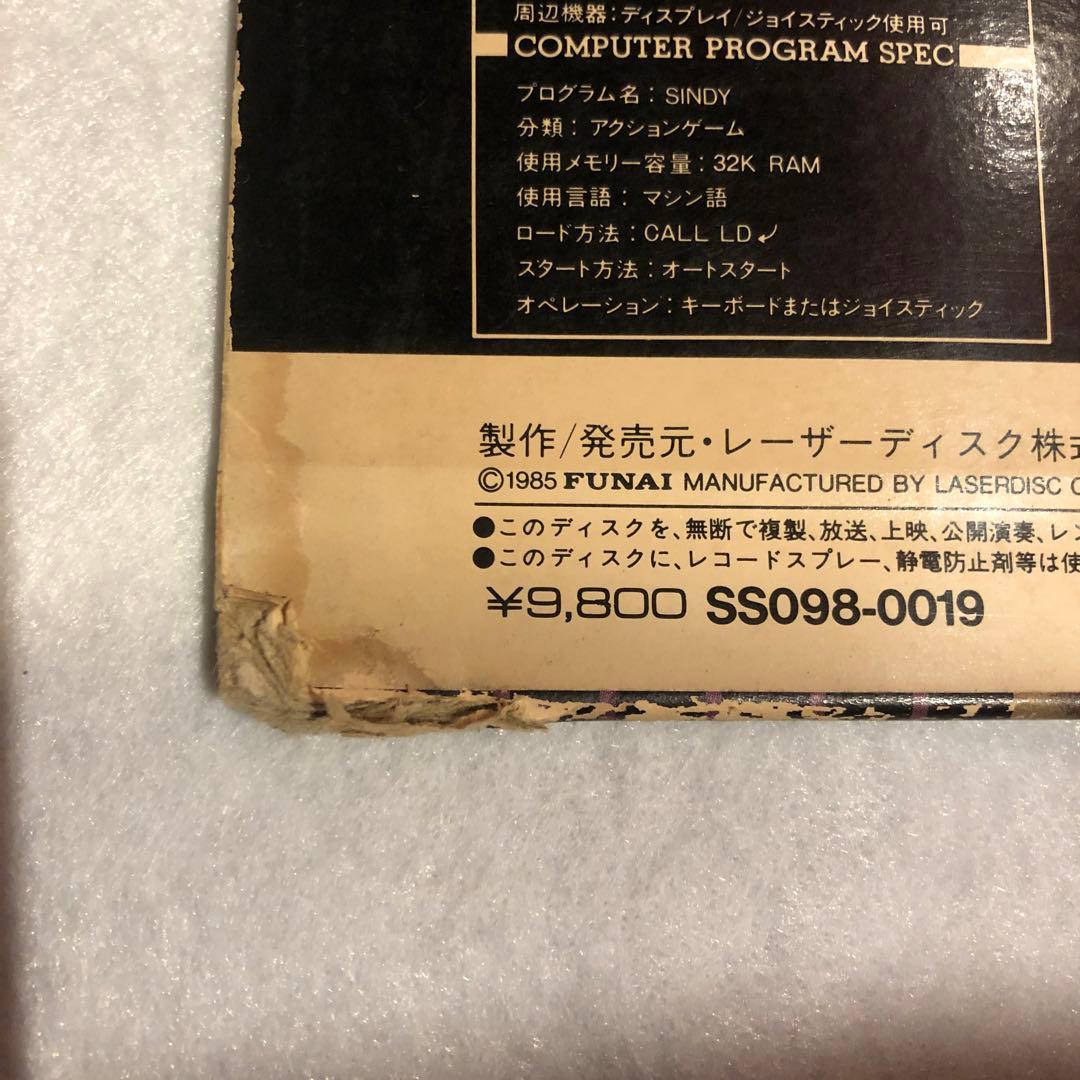 周辺機器:ディスプレイ/ジョイスティック使用可
COMPUTER PROGRAM SPEC
プログラム名:SINDY
分類:アクションゲーム
使用メモリー容量:32K RAM
使用言語:マシン語
ロード方法:CALL LD↲
スタート方法:オートスタート
オペレーション:キーボードまたはジョイスティック
製作/発売元・レーザーディスク株式
©1985 FUNAI MANUFACTURED BY LASERDISC C
●このディスクを、無断で複製、放送、上映、公開演奏、レン
●このディスクに、レコードスプレー、静電防止剤等は使
¥9,800 SS098-0019